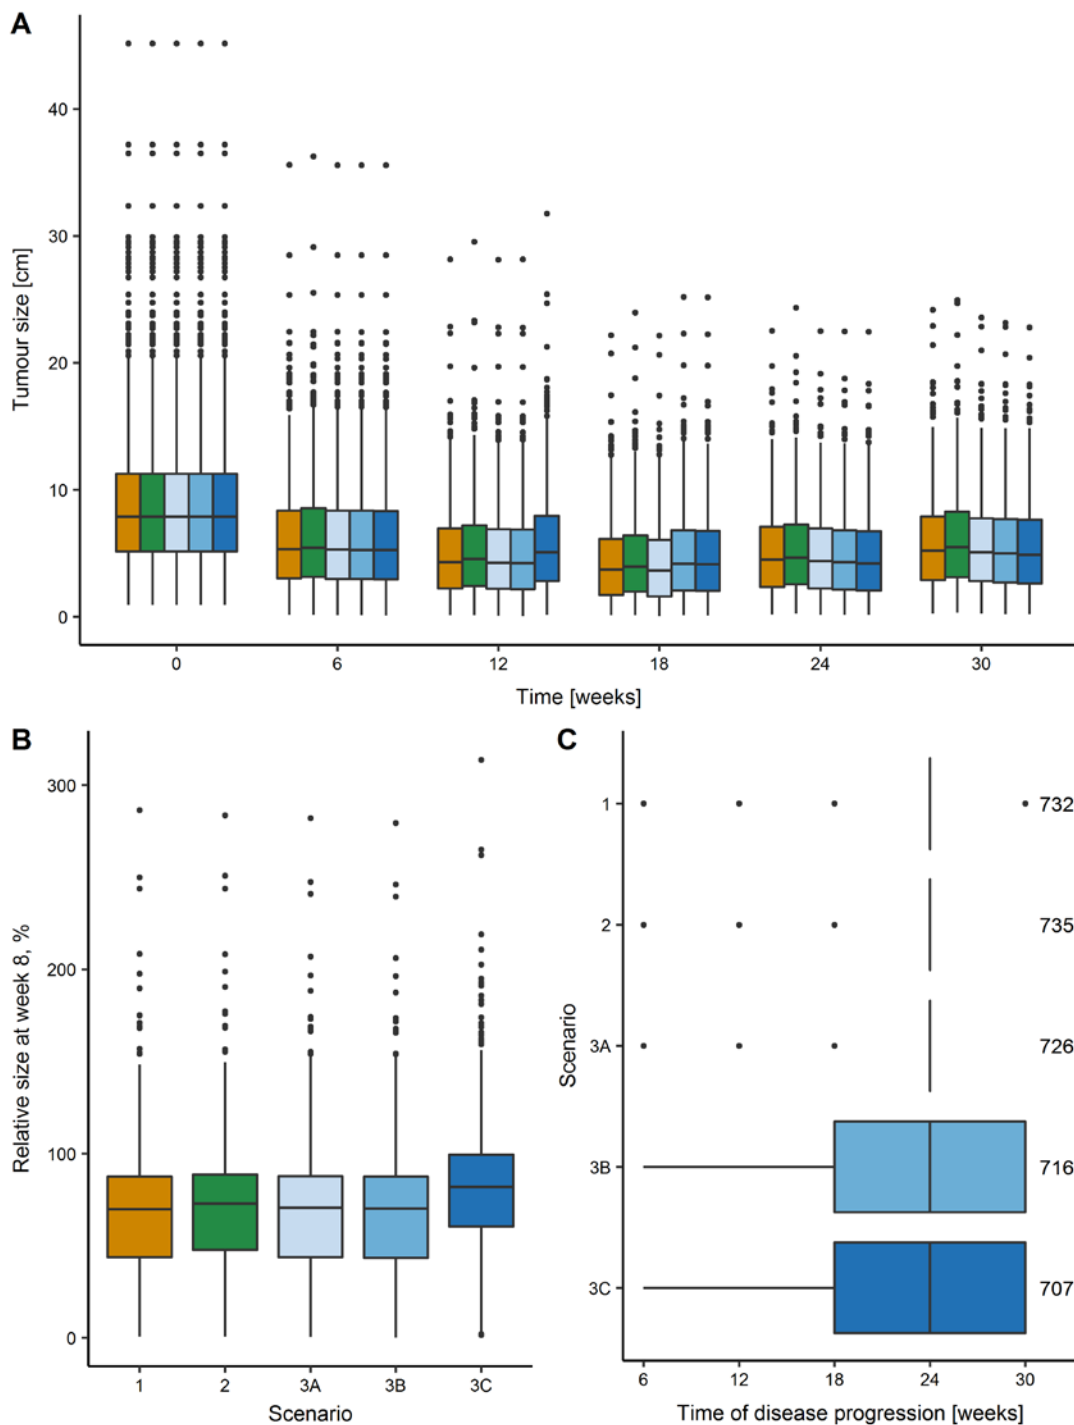 A
40
30
20
10
0
Tumour size [cm]
0 6 12 18 24 30
Time [weeks]
B
300
200
100
0
Relative size at week 8, %
1 2 3A 3B 3C
Scenario
C
1 732
2 735
3A 726
3B 716
3C 707
Scenario
6 12 18 24 30
Time of disease progression [weeks]